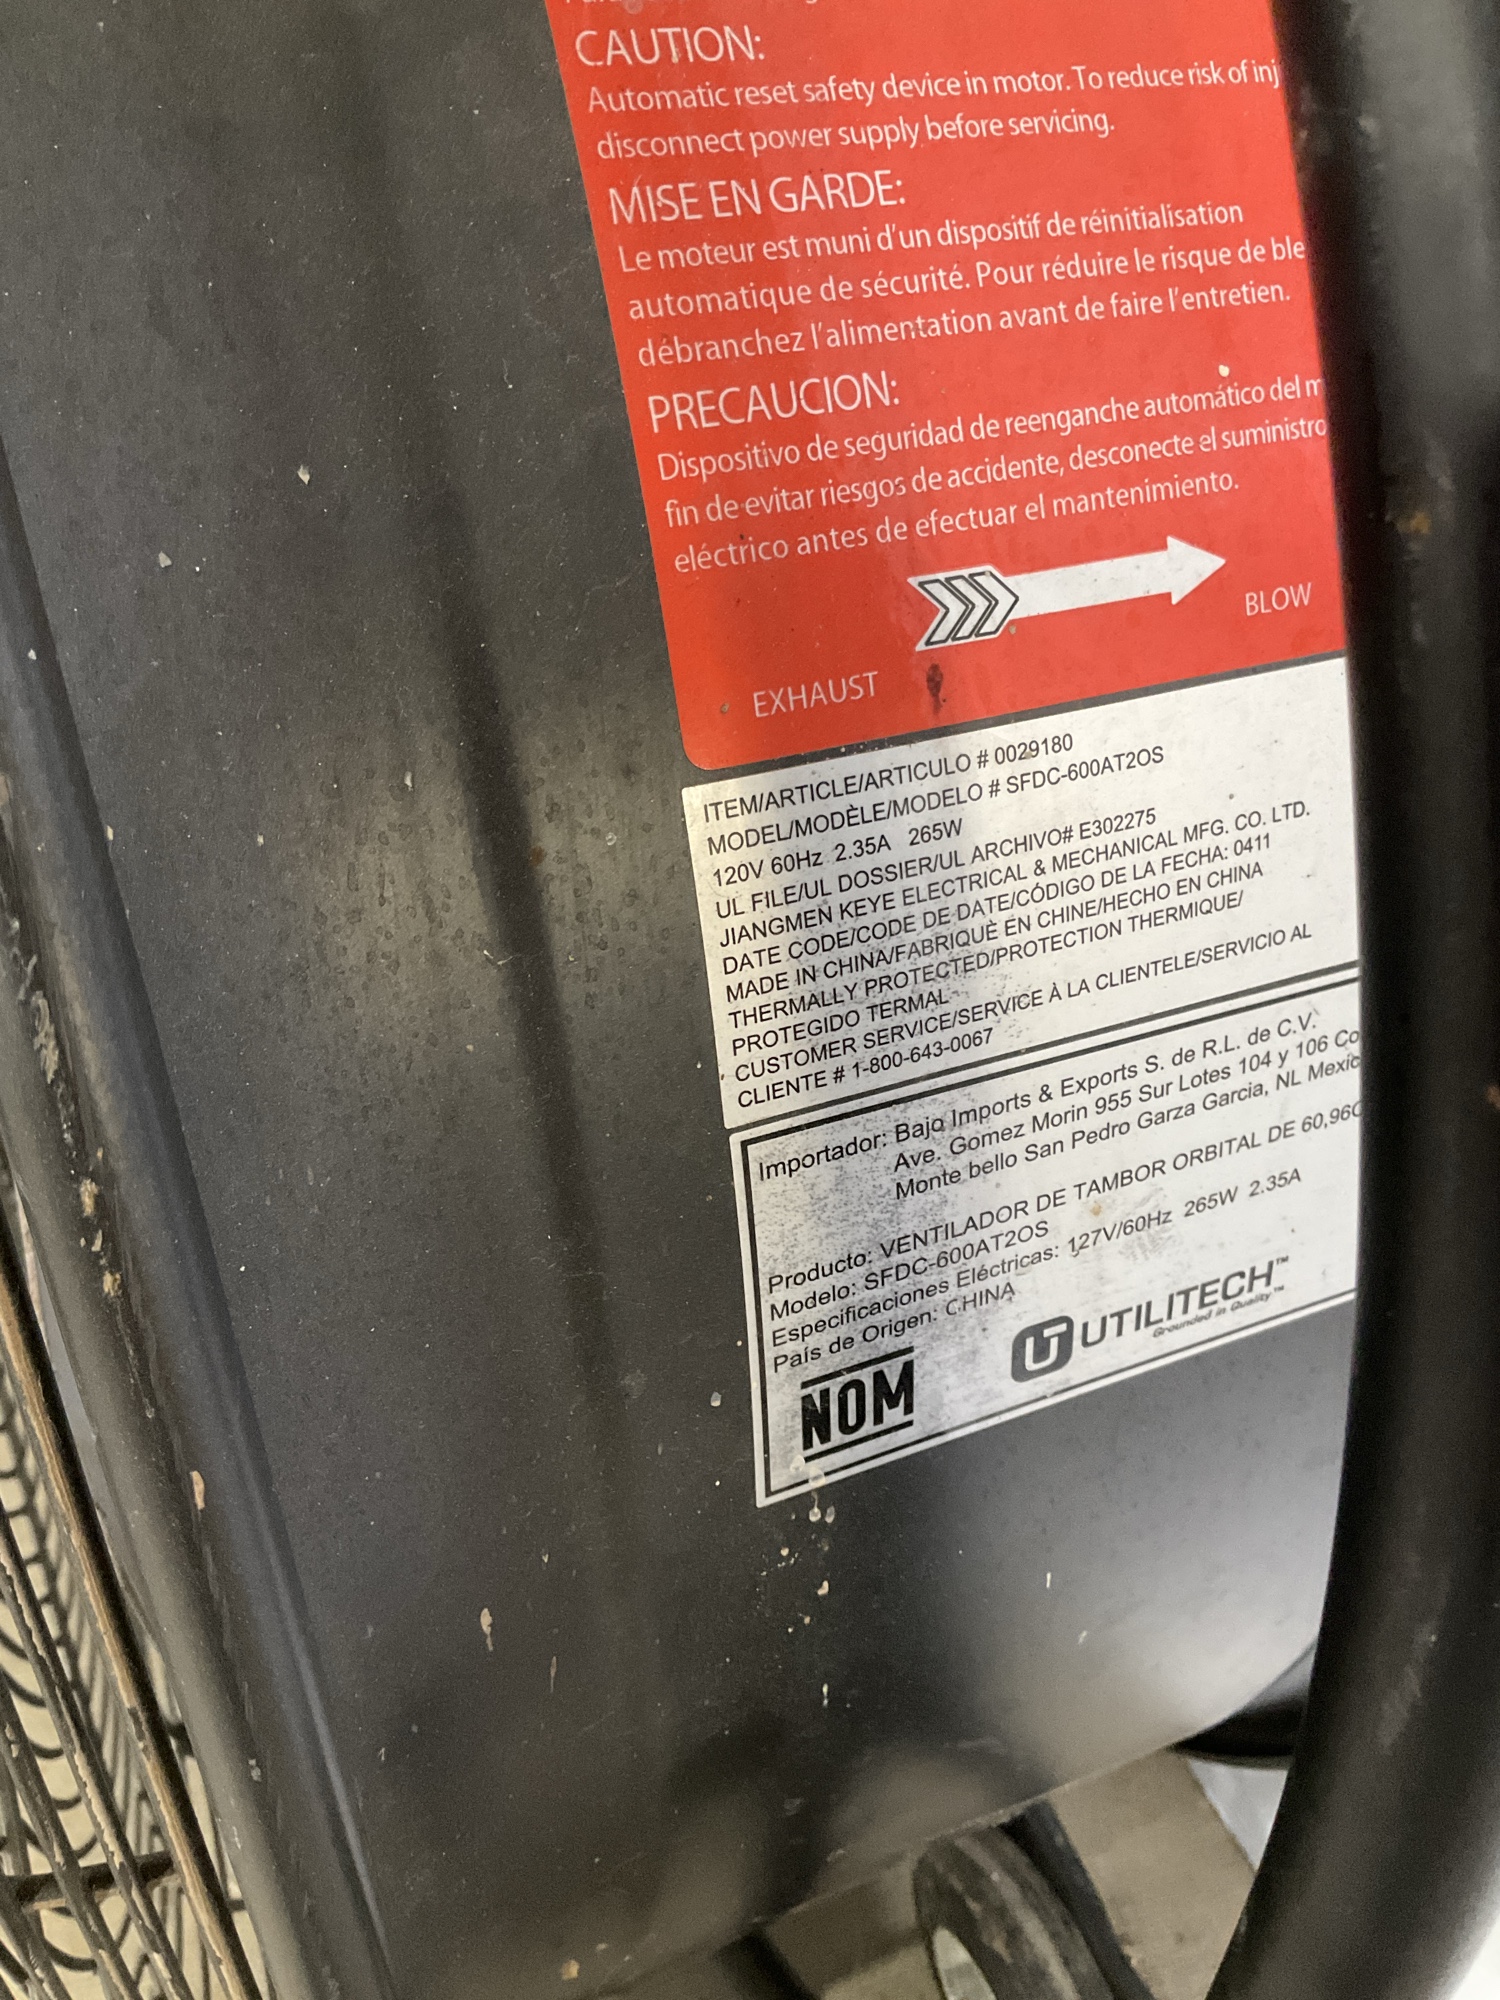 CAUTION:
Automatic reset safety device in motor. To reduce risk of inj
disconnect power supply before servicing.
MISE EN GARDE:
Le moteur est muni d'un dispositif de réinitialisation
automatique de sécurité. Pour réduire le risque de ble
débranchez l'alimentation avant de faire l'entretien.
PRECAUCION:
Dispositivo de seguridad de reenganche automático del m
fin de evitar riesgos de accidente, desconecte el suministro
eléctrico antes de efectuar el mantenimiento.
BLOW
EXHAUST
ITEM/ARTICLE/ARTICULO # 0029180
MODEL/MODÈLE/MODELO # SFDC-600AT2OS
120V 60Hz 2.35A 265W
UL FILE/UL DOSSIER/UL ARCHIVO# E302275
JIANGMEN KEYE ELECTRICAL & MECHANICAL MFG. CO. LTD.
DATE CODE/CODE DE DATE/CÓDIGO DE LA FECHA: 0411
MADE IN CHINA/FABRIQUÈ EN CHINE/HECHO EN CHINA
THERMALLY PROTECTED/PROTECTION THERMIQUE/
PROTEGIDO TERMAL
CUSTOMER SERVICE/SERVICE À LA CLIENTELE/SERVICIO AL
CLIENTE # 1-800-643-0067
Importador: Bajo Imports & Exports S. de R.L. de C.V.
Ave. Gomez Morin 955 Sur Lotes 104 y 106 Co
Monte bello San Pedro Garza Garcia, NL Mexic
Producto: VENTILADOR DE TAMBOR ORBITAL DE 60,960
Modelo: SFDC-600AT2OS
Especificaciones Eléctricas: 127V/60Hz 265W 2.35A
País de Origen: CHINA
NOM
UTILITECH™
Grounded in Quality™